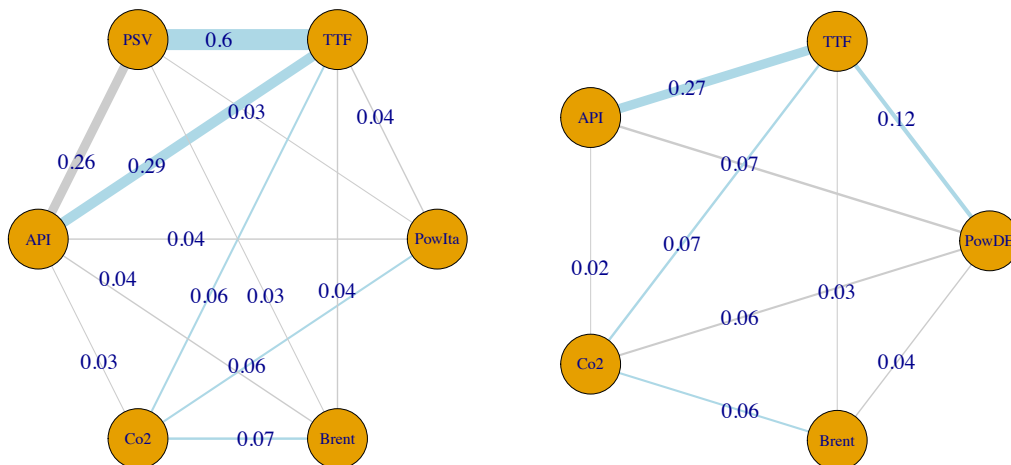 PSV 0.6 TTF
TTF
0.27
API
0.03 0.04
0.12
0.26 0.29
0.07
API 0.04 PowIta
0.07 PowDE
0.04
0.02
0.06 0.03 0.04
0.03
0.06
0.03 0.06
Co2
0.04
0.06
Co2 0.07 Brent
Brent